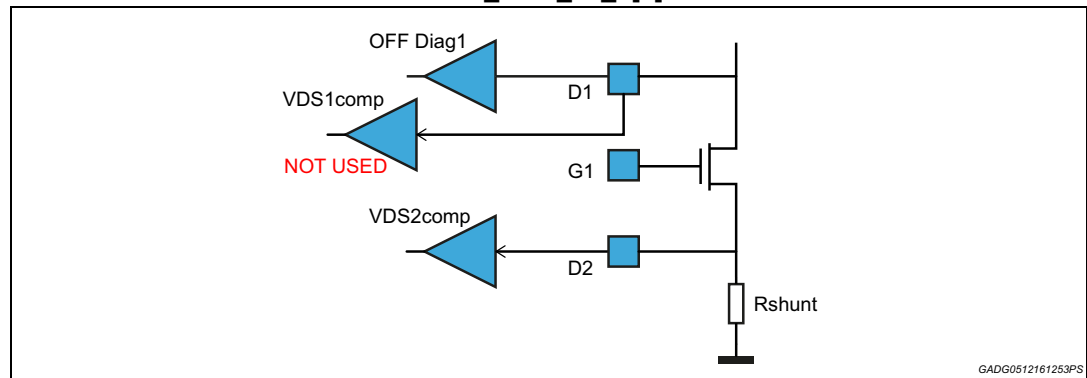 OFF Diag1
D1
VDS1comp
NOT USED
G1
VDS2comp
D2
Rshunt
GADG0512161253PS